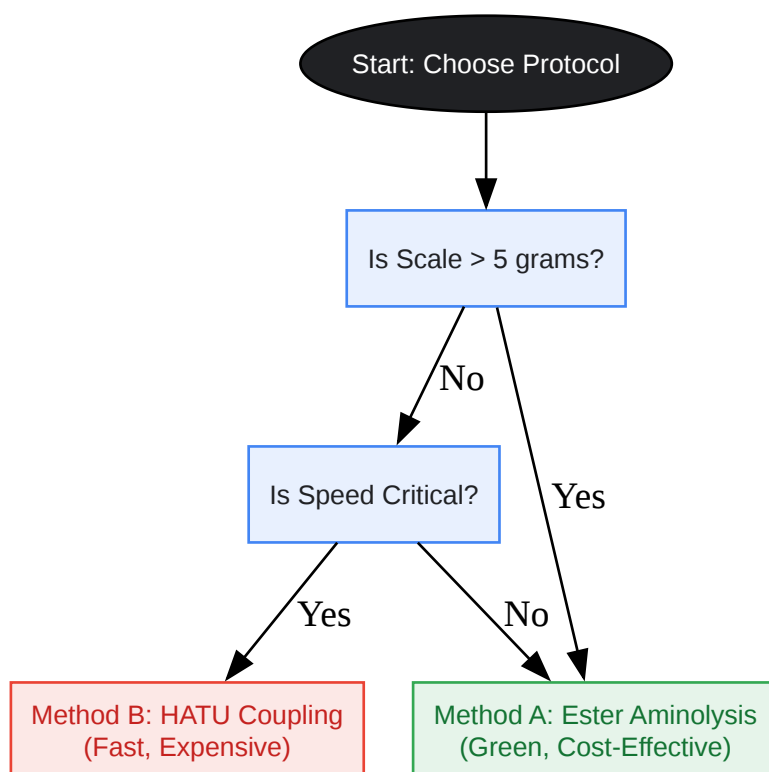 Start: Choose Protocol
Is Scale > 5 grams?
No
Is Speed Critical?
Yes
Yes
No
Method B: HATU Coupling
(Fast, Expensive)
Method A: Ester Aminolysis
(Green, Cost-Effective)